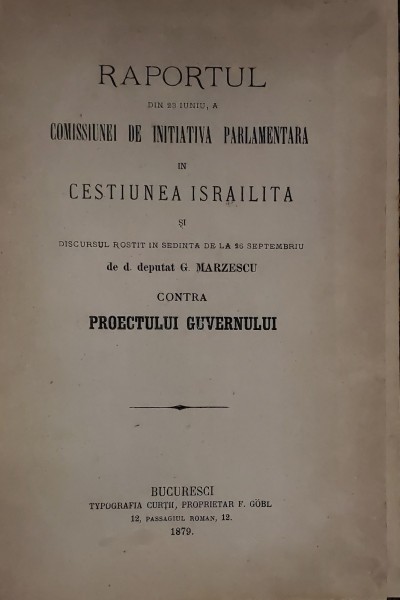 RAPORTUL
DIN 23 IUNIU, A
COMISSIUNEI DE INITIATIVA PARLAMENTARA
IN
CESTIUNEA ISRAILITA
ȘI
DISCURSUL ROSTIT IN SEDINTA DE LA 26 SEPTEMBRIU
de d. deputat G. MARZESCU
CONTRA
PROECTULUI GUVERNULUI
BUCURESCI
TYPOGRAFIA CURȚII, PROPRIETAR F. GÖBL
12, PASSAGIUL ROMAN, 12.
1879.